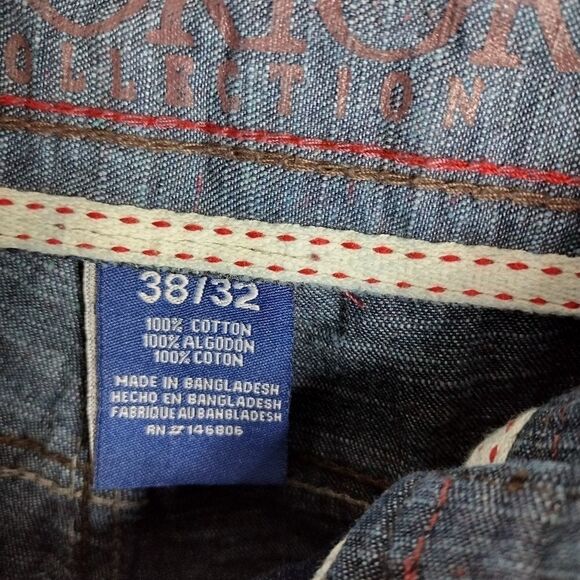 COLLECTION
38/32
100% COTTON
100% ALGODON
100% COTON
MADE IN BANGLADESH
HECHO EN BANGLADESH
FABRIQUE AU BANGLADESH
RN # 146806